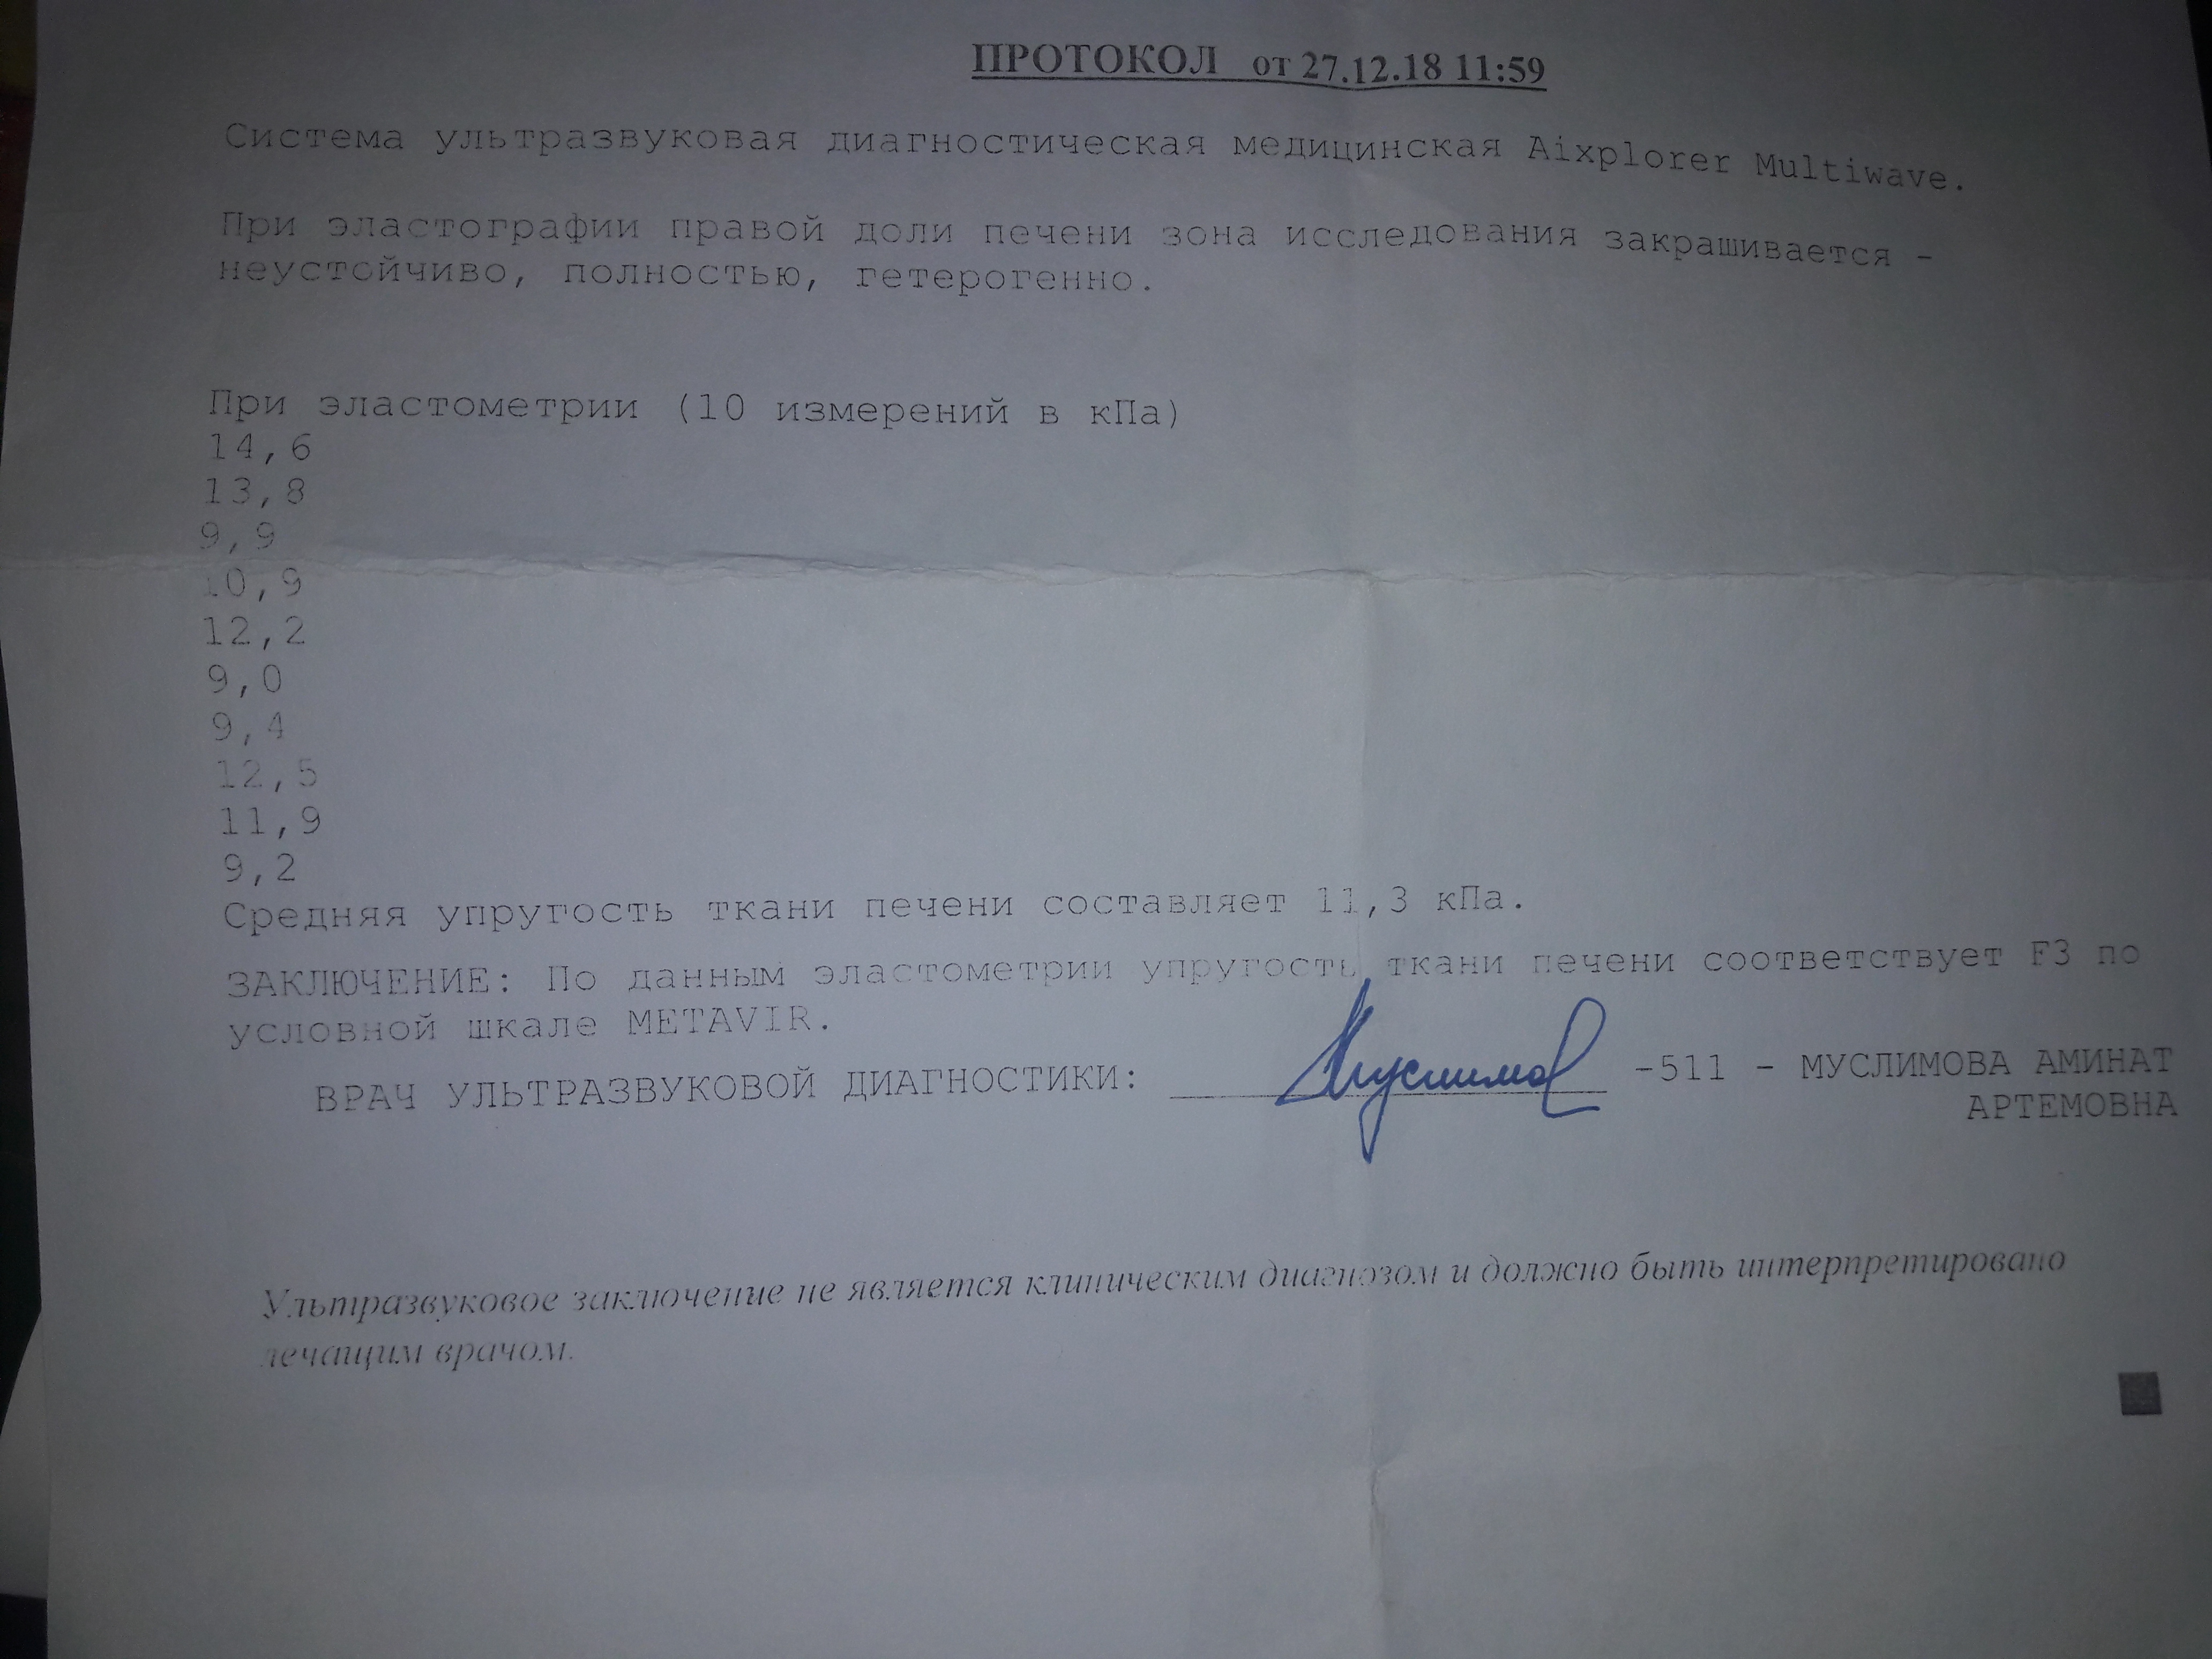 ПРОТОКОЛ от 27.12.18 11:59
Система ультразвуковая диагностическая медицинская Aixplorer Multiwave.
При эластографии правой доли печени зона исследования закрашивается -
неустойчиво, полностью, гетерогенно.
При эластометрии (10 измерений в кПа)
14,6
13,8
9,9
10,9
12,2
9,0
9,4
12,5
11,9
9,2
Средняя упругость ткани печени составляет 11,3 кПа.
ЗАКЛЮЧЕНИЕ: По данным эластометрии упругость ткани печени соответствует F3 по
условной шкале METAVIR.
ВРАЧ УЛЬТРАЗВУКОВОЙ ДИАГНОСТИКИ: Муслимова -511 - МУСЛИМОВА АМИНАТ
АРТЕМОВНА
Ультразвуковое заключение не является клиническим диагнозом и должно быть интерпретировано
лечащим врачом.